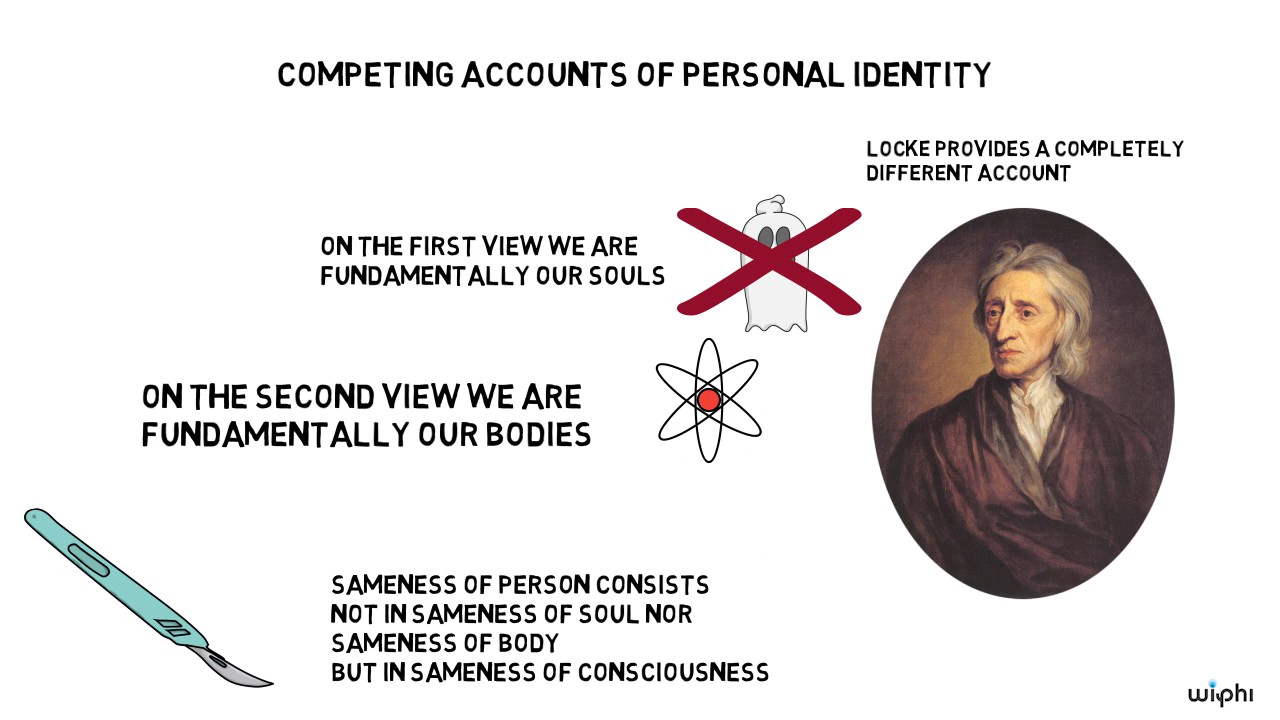 COMPETING ACCOUNTS OF PERSONAL IDENTITY
LOCKE PROVIDES A COMPLETELY
DIFFERENT ACCOUNT
ON THE FIRST VIEW WE ARE
FUNDAMENTALLY OUR SOULS
ON THE SECOND VIEW WE ARE
FUNDAMENTALLY OUR BODIES
SAMENESS OF PERSON CONSISTS
NOT IN SAMENESS OF SOUL NOR
SAMENESS OF BODY
BUT IN SAMENESS OF CONSCIOUSNESS
wiphi